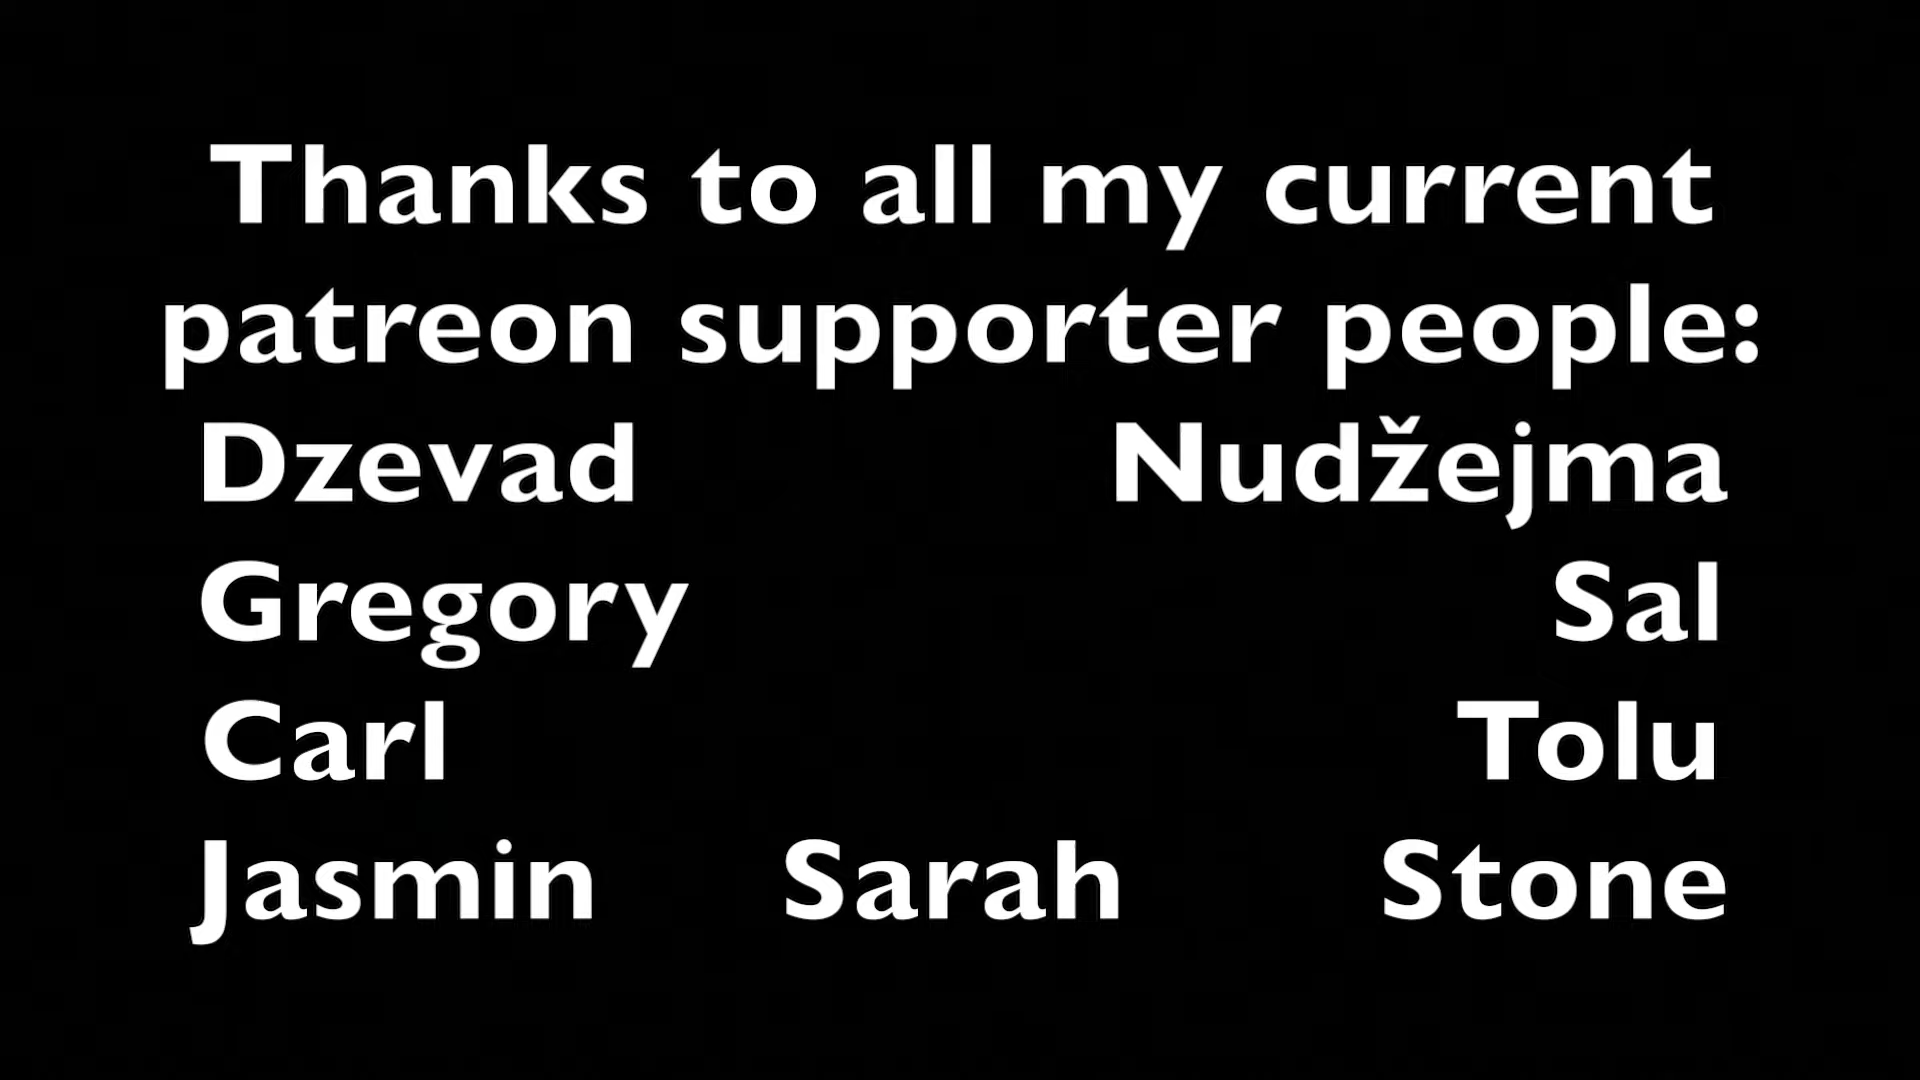 Thanks to all my current
patreon supporter people:
Dzevad Nudžejma
Gregory Sal
Carl Tolu
Jasmin Sarah Stone